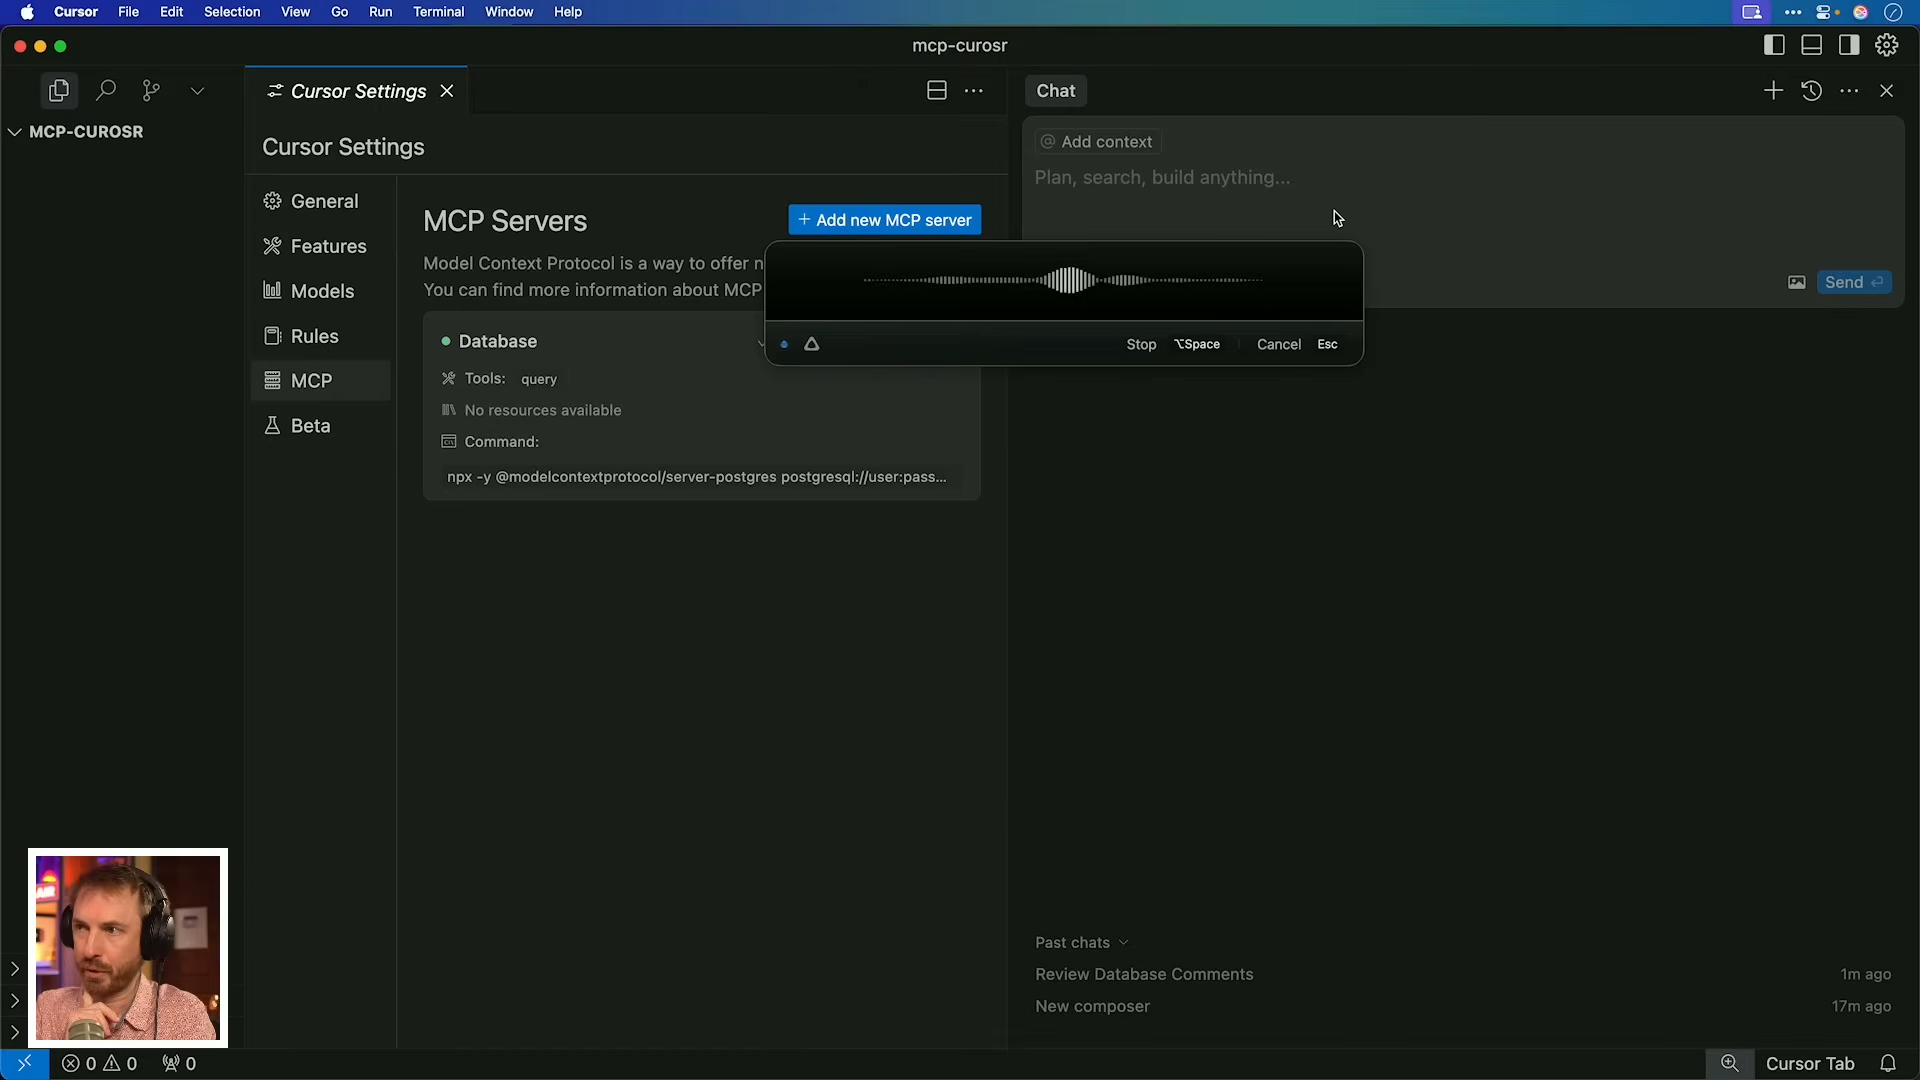 Cursor File Edit Selection View Go Run Terminal Window Help
mcp-curosr
Cursor Settings
Chat
MCP-CUROSR
Cursor Settings
@ Add context
Plan, search, build anything...
General
Features
Models
Rules
MCP
Beta
MCP Servers
+ Add new MCP server
Model Context Protocol is a way to offer n
You can find more information about MCP
Send
Stop ⌥Space Cancel Esc
Database
Tools: query
No resources available
Command:
npx -y @modelcontextprotocol/server-postgres postgresql://user:pass...
Past chats
Review Database Comments 1m ago
New composer 17m ago
0 0 0
Cursor Tab